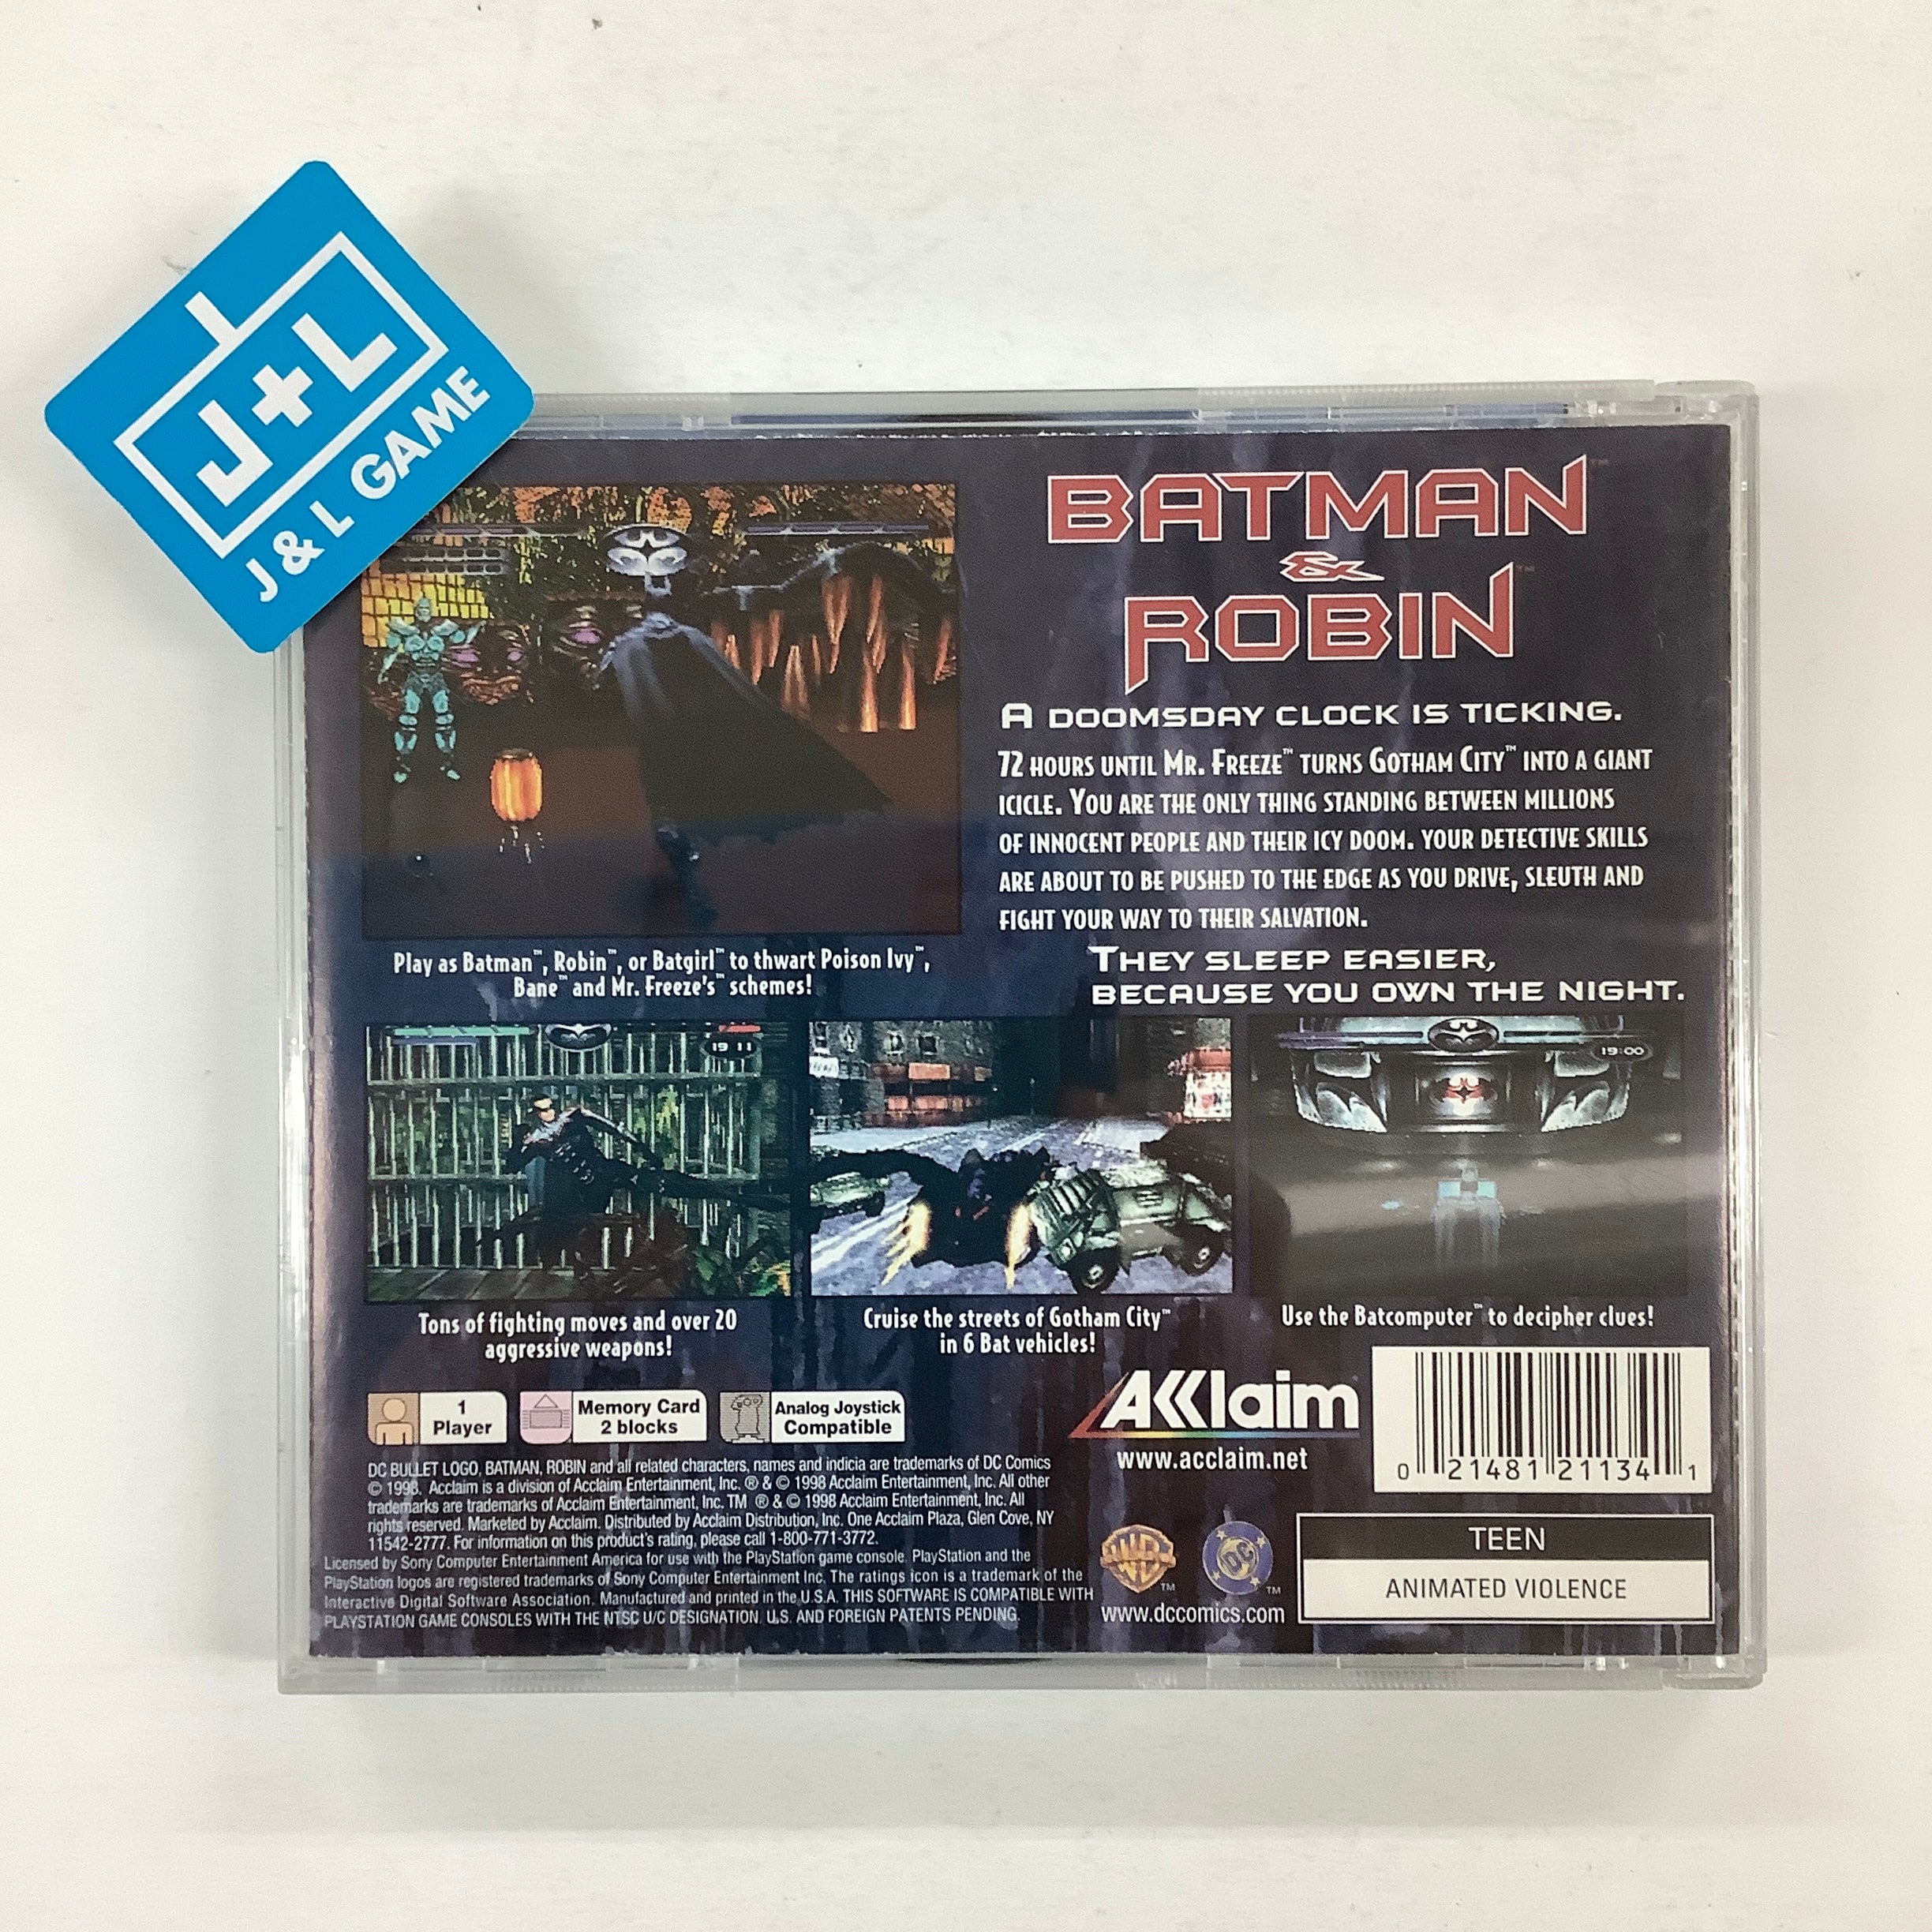 J+L
J & L GAME
BATMAN™
&
ROBIN™
A DOOMSDAY CLOCK IS TICKING.
72 HOURS UNTIL MR. FREEZE™ TURNS GOTHAM CITY™ INTO A GIANT
ICICLE. YOU ARE THE ONLY THING STANDING BETWEEN MILLIONS
OF INNOCENT PEOPLE AND THEIR ICY DOOM. YOUR DETECTIVE SKILLS
ARE ABOUT TO BE PUSHED TO THE EDGE AS YOU DRIVE, SLEUTH AND
FIGHT YOUR WAY TO THEIR SALVATION.
THEY SLEEP EASIER,
BECAUSE YOU OWN THE NIGHT.
Play as Batman™, Robin™, or Batgirl™ to thwart Poison Ivy™,
Bane™ and Mr. Freeze's™ schemes!
19 11
19:00
Tons of fighting moves and over 20
aggressive weapons!
Cruise the streets of Gotham City™
in 6 Bat vehicles!
Use the Batcomputer™ to decipher clues!
1
Player
Memory Card
2 blocks
Analog Joystick
Compatible
AKKlaim
www.acclaim.net
0 21481 21134 1
DC BULLET LOGO, BATMAN, ROBIN and all related characters, names and indicia are trademarks of DC Comics
© 1998. Acclaim is a division of Acclaim Entertainment, Inc. ® & © 1998 Acclaim Entertainment, Inc. All other
trademarks are trademarks of Acclaim Entertainment, Inc. TM ® & © 1998 Acclaim Entertainment, Inc. All
rights reserved. Marketed by Acclaim. Distributed by Acclaim Distribution, Inc. One Acclaim Plaza, Glen Cove, NY
11542-2777. For information on this product's rating, please call 1-800-771-3772.
Licensed by Sony Computer Entertainment America for use with the PlayStation game console. PlayStation and the
PlayStation logos are registered trademarks of Sony Computer Entertainment Inc. The ratings icon is a trademark of the
Interactive Digital Software Association. Manufactured and printed in the U.S.A. THIS SOFTWARE IS COMPATIBLE WITH
PLAYSTATION GAME CONSOLES WITH THE NTSC U/C DESIGNATION. U.S. AND FOREIGN PATENTS PENDING.
WB™
DC™
www.dccomics.com
TEEN
ANIMATED VIOLENCE